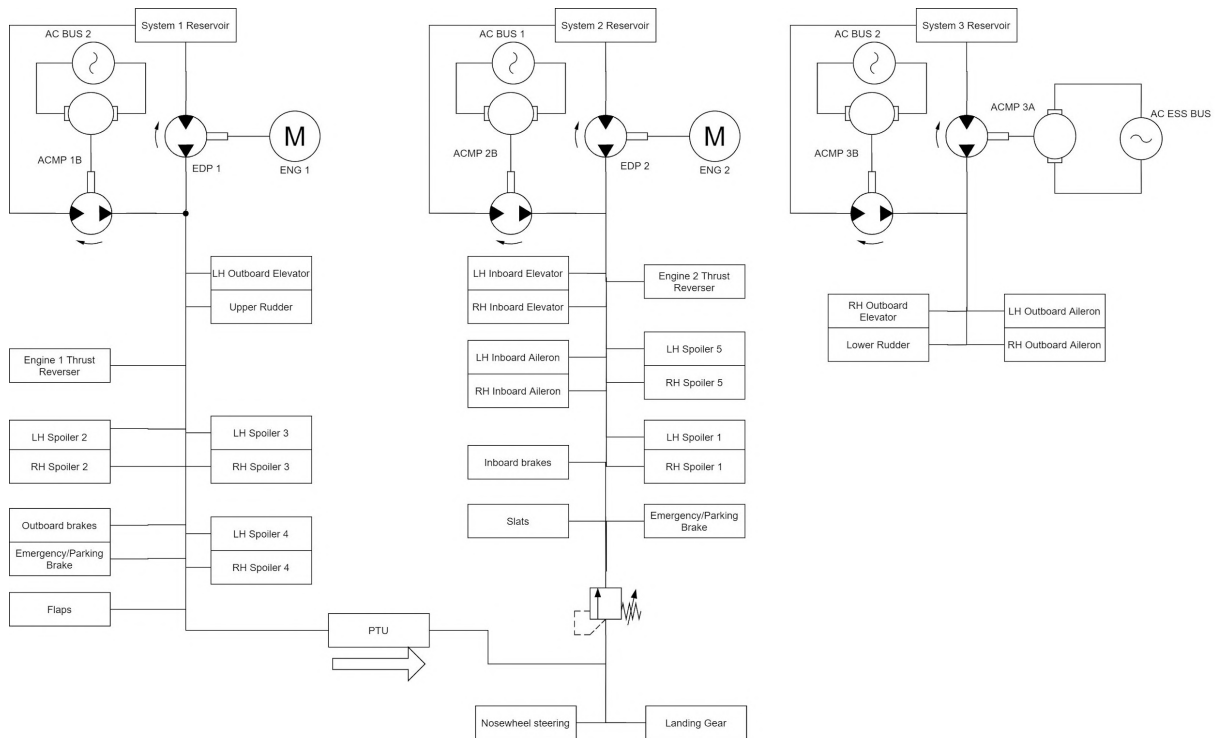 System 1 Reservoir
AC BUS 2
ACMP 1B
EDP 1
M
ENG 1
LH Outboard Elevator
Upper Rudder
Engine 1 Thrust
Reverser
LH Spoiler 2
RH Spoiler 2
LH Spoiler 3
RH Spoiler 3
Outboard brakes
Emergency/Parking
Brake
LH Spoiler 4
RH Spoiler 4
Flaps
PTU
System 2 Reservoir
AC BUS 1
ACMP 2B
EDP 2
M
ENG 2
LH Inboard Elevator
RH Inboard Elevator
Engine 2 Thrust
Reverser
LH Inboard Aileron
RH Inboard Aileron
LH Spoiler 5
RH Spoiler 5
LH Spoiler 1
RH Spoiler 1
Inboard brakes
Slats
Emergency/Parking
Brake
Nosewheel steering
Landing Gear
System 3 Reservoir
AC BUS 2
ACMP 3A
AC ESS BUS
ACMP 3B
RH Outboard
Elevator
Lower Rudder
LH Outboard Aileron
RH Outboard Aileron